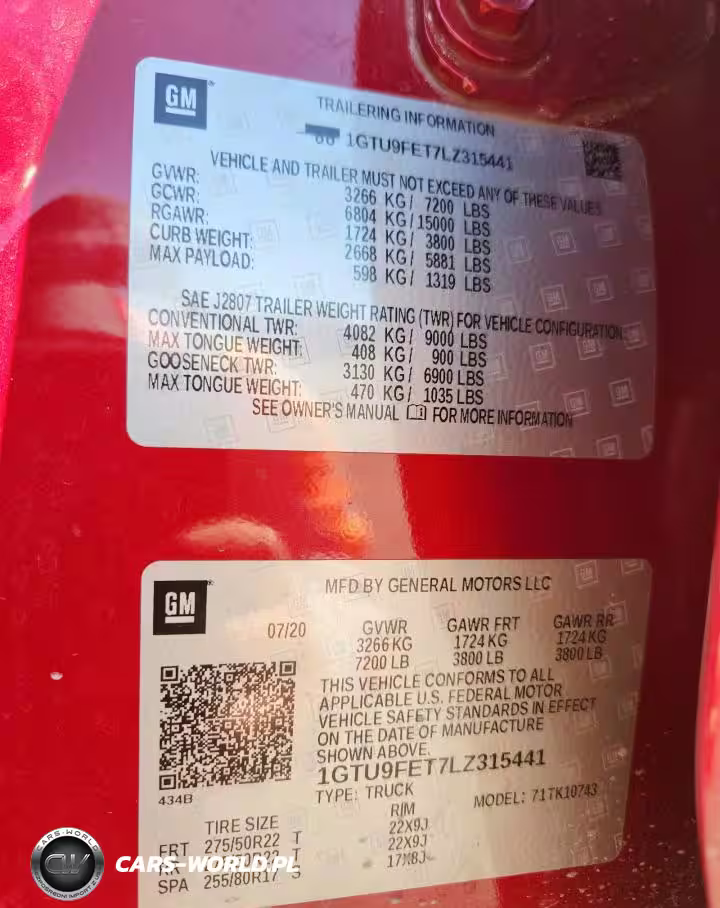 GM
TRAILERING INFORMATION
1GTU9FET7LZ315441
VEHICLE AND TRAILER MUST NOT EXCEED ANY OF THESE VALUES
GVWR: 3266 KG/ 7200 LBS
GCWR: 6804 KG/15000 LBS
RGAWR: 1724 KG/ 3800 LBS
CURB WEIGHT: 2668 KG/ 5881 LBS
MAX PAYLOAD: 598 KG/ 1319 LBS
SAE J2807 TRAILER WEIGHT RATING (TWR) FOR VEHICLE CONFIGURATION:
CONVENTIONAL TWR: 4082 KG/ 9000 LBS
MAX TONGUE WEIGHT: 408 KG/ 900 LBS
GOOSENECK TWR: 3130 KG/ 6900 LBS
MAX TONGUE WEIGHT: 470 KG/ 1035 LBS
SEE OWNER'S MANUAL FOR MORE INFORMATION
GM
MFD BY GENERAL MOTORS LLC
07/20 GVWR GAWR FRT GAWR RR
3266 KG 1724 KG 1724 KG
7200 LB 3800 LB 3800 LB
THIS VEHICLE CONFORMS TO ALL
APPLICABLE U.S. FEDERAL MOTOR
VEHICLE SAFETY STANDARDS IN EFFECT
ON THE DATE OF MANUFACTURE
SHOWN ABOVE.
1GTU9FET7LZ315441
434B
TYPE: TRUCK MODEL: 71TK10743
TIRE SIZE RIM
FRT 275/50R22 T 22X9J
T 22X9J
SPA 255/80R17 S 17X8J
CARS-WORLD
CW
CARS-WORLD.PL